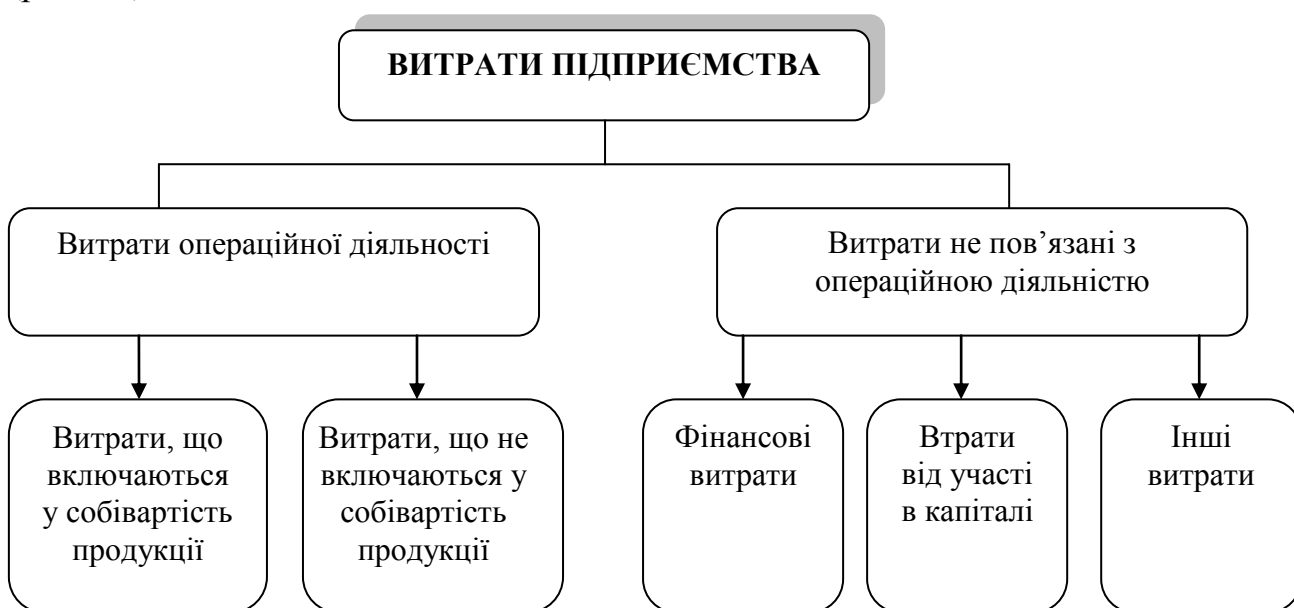 ВИТРАТИ ПІДПРИЄМСТВА
Витрати операційної діяльності
Витрати не пов’язані з
операційною діяльністю
Витрати, що
включаються
у собівартість
продукції
Витрати, що не
включаються у
собівартість
продукції
Фінансові
витрати
Втрати
від участі
в капіталі
Інші
витрати